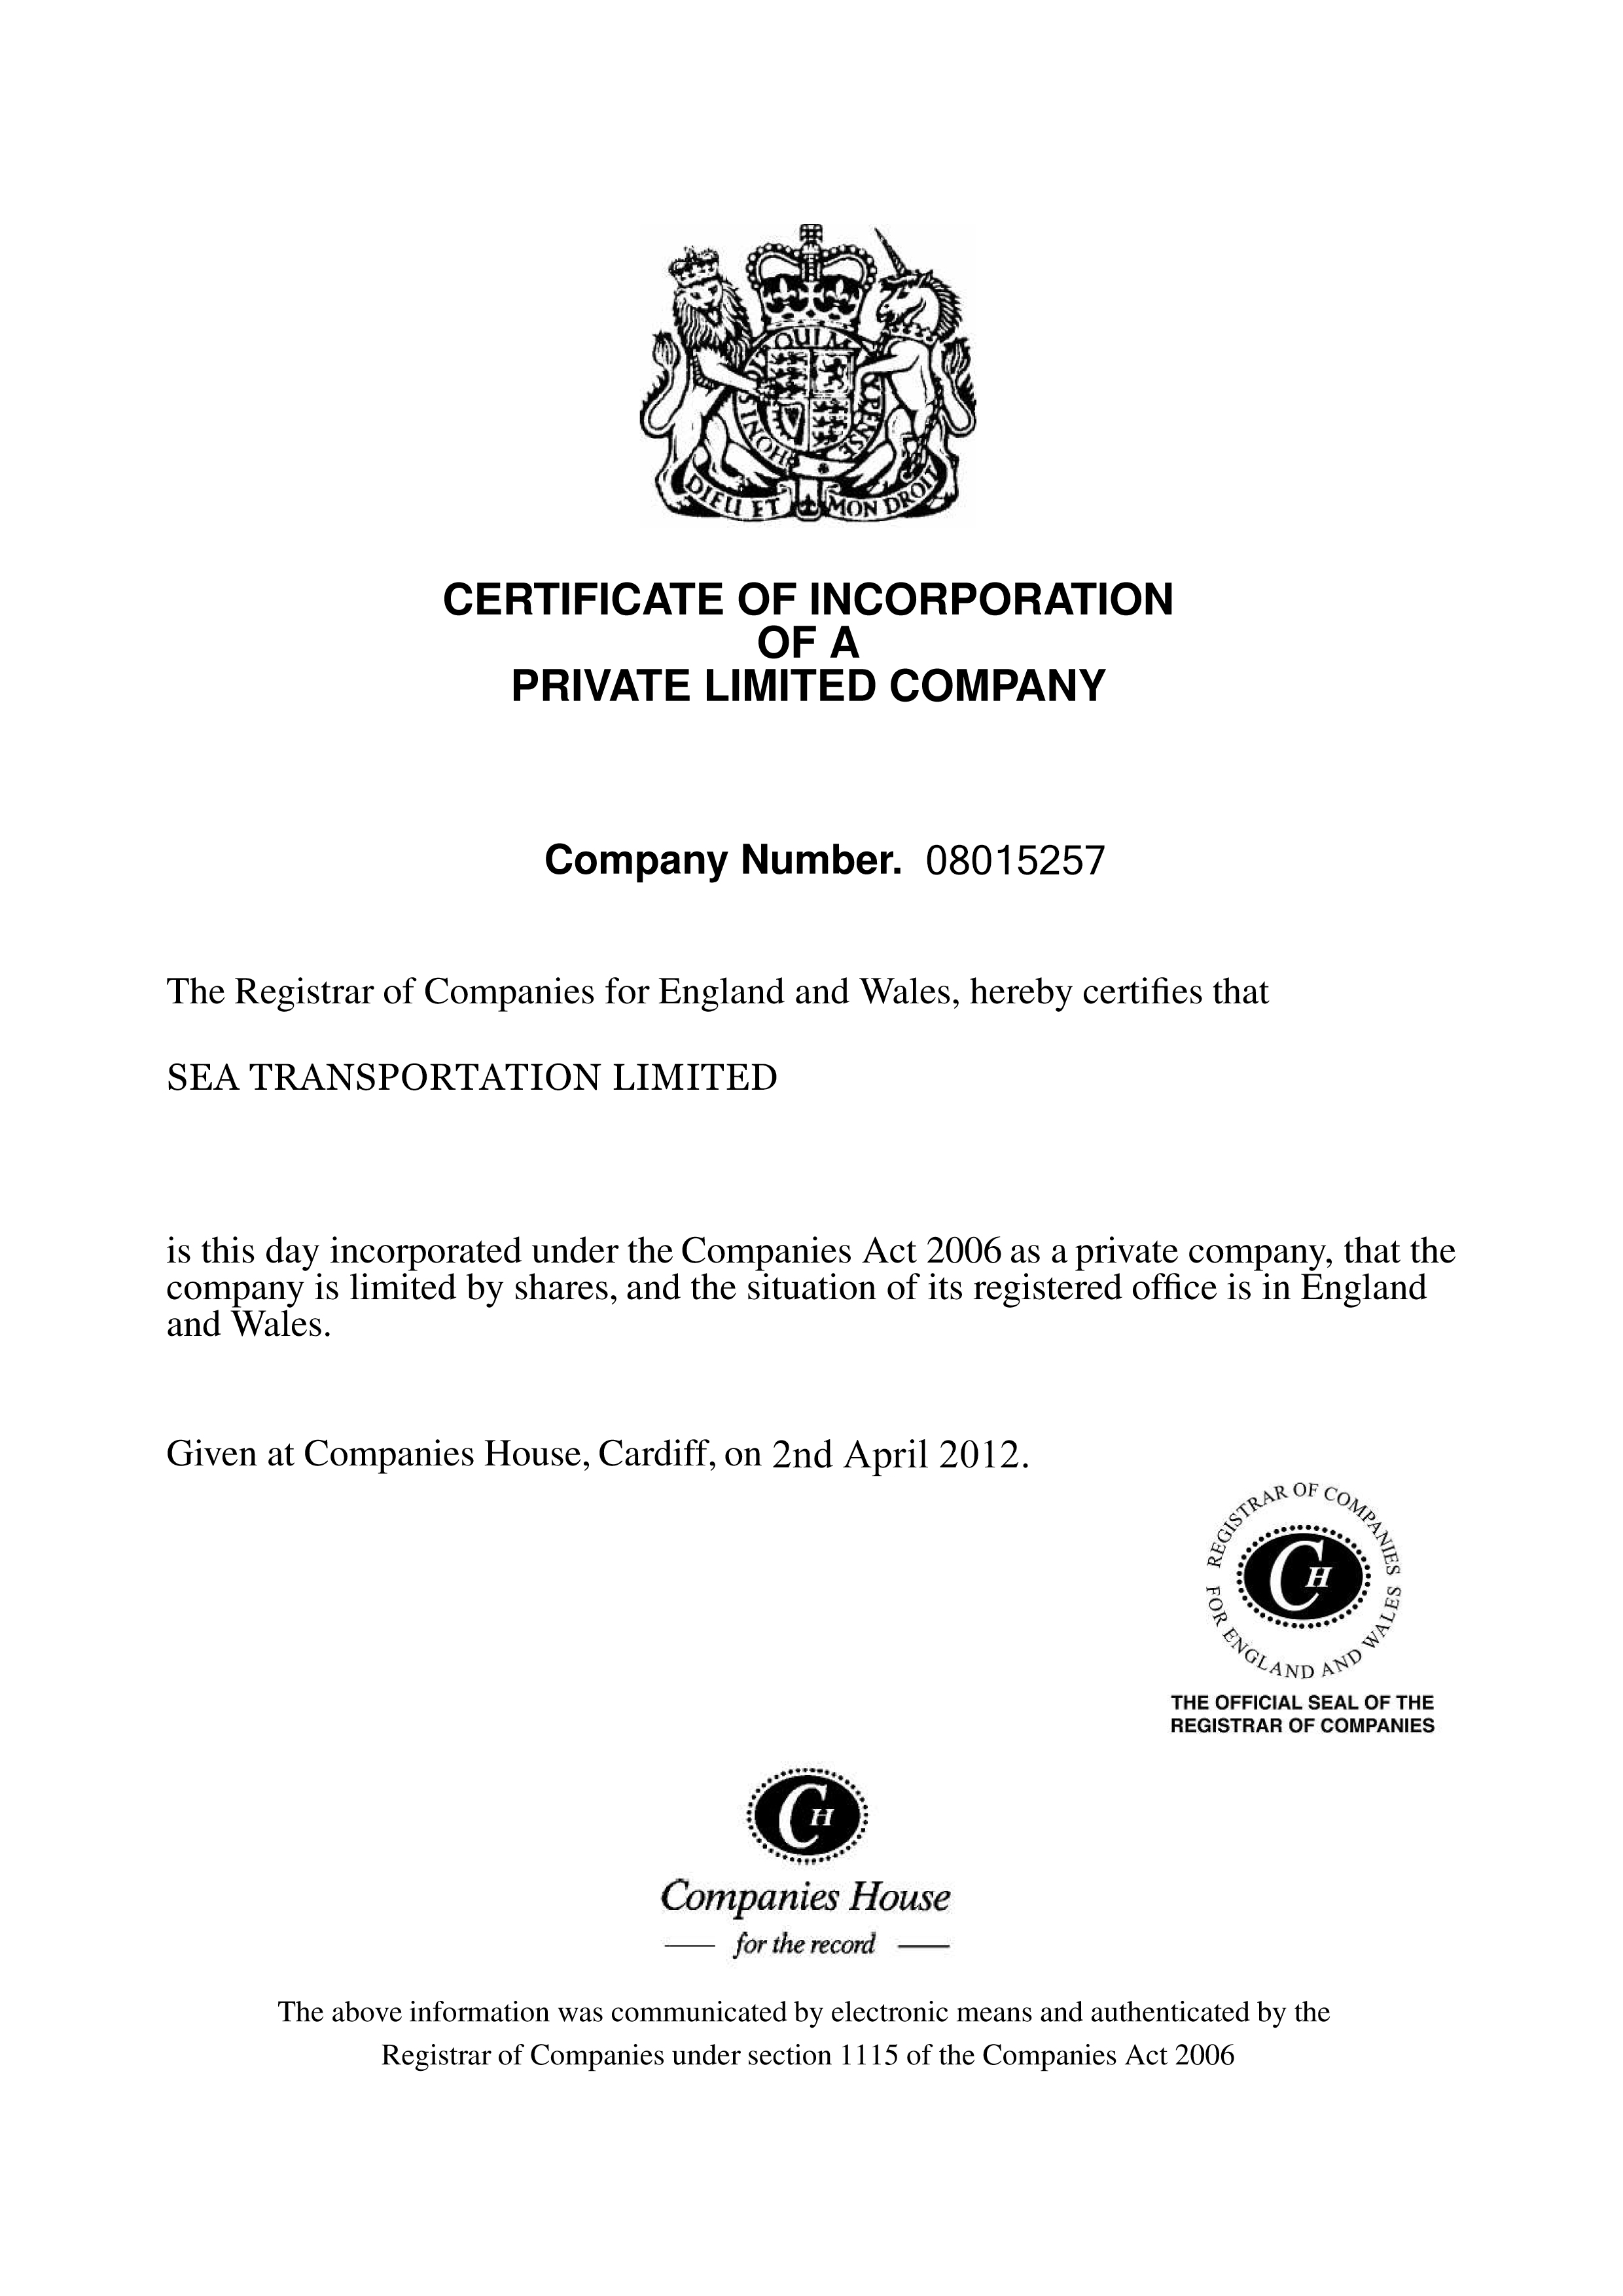 QUI M
HONI S
PENSE
DIEU ET MON DROIT
CERTIFICATE OF INCORPORATION
OF A
PRIVATE LIMITED COMPANY
Company Number. 08015257
The Registrar of Companies for England and Wales, hereby certifies that
SEA TRANSPORTATION LIMITED
is this day incorporated under the Companies Act 2006 as a private company, that the
company is limited by shares, and the situation of its registered office is in England
and Wales.
Given at Companies House, Cardiff, on 2nd April 2012.
REGISTRAR OF COMPANIES
FOR ENGLAND AND WALES
CH
THE OFFICIAL SEAL OF THE
REGISTRAR OF COMPANIES
CH
Companies House
for the record
The above information was communicated by electronic means and authenticated by the
Registrar of Companies under section 1115 of the Companies Act 2006